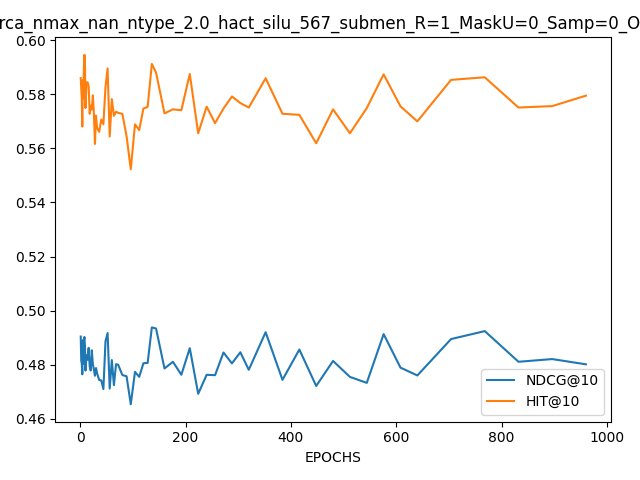 rca_nmax_nan_ntype_2.0_hact_silu_567_submen_R=1_MaskU=0_Samp=0_O
0.60
0.58
0.56
0.54
0.52
0.50
0.48
0.46
NDCG@10
HIT@10
0 200 400 600 800 1000
EPOCHS